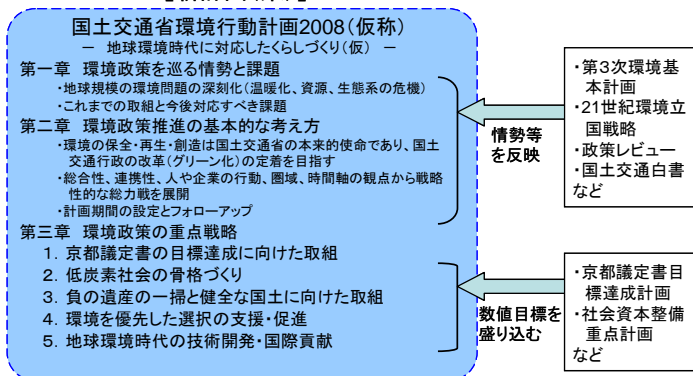 国土交通省環境行動計画2008(仮称)
－ 地球環境時代に対応したくらしづくり(仮) －
第一章 環境政策を巡る情勢と課題
・地球規模の環境問題の深刻化(温暖化、資源、生態系の危機)
・これまでの取組と今後対応すべき課題
第二章 環境政策推進の基本的な考え方
・環境の保全・再生・創造は国土交通省の本来的使命であり、国土
交通行政の改革(グリーン化)の定着を目指す
・総合性、連携性、人や企業の行動、圏域、時間軸の観点から戦略
性的な総力戦を展開
・計画期間の設定とフォローアップ
第三章 環境政策の重点戦略
1．京都議定書の目標達成に向けた取組
2．低炭素社会の骨格づくり
3．負の遺産の一掃と健全な国土に向けた取組
4．環境を優先した選択の支援・促進
5．地球環境時代の技術開発・国際貢献
情勢等
を反映
・第3次環境基
本計画
・21世紀環境立
国戦略
・政策レビュー
・国土交通白書
など
数値目標を
盛り込む
・京都議定書目
標達成計画
・社会資本整備
重点計画
など